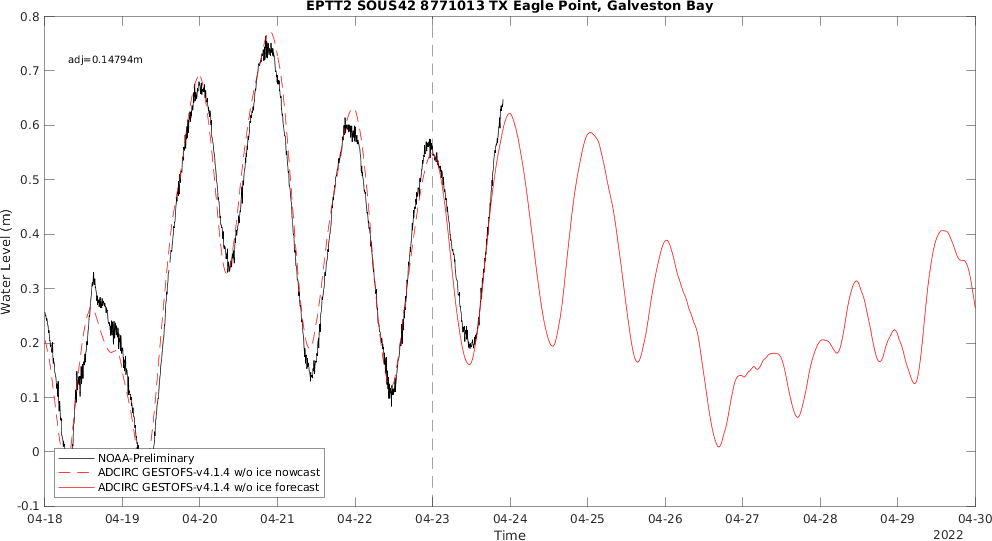 EPTT2 SOUS42 8771013 TX Eagle Point, Galveston Bay
adj=0.14794m
Water Level (m)
0.8
0.7
0.6
0.5
0.4
0.3
0.2
0.1
0
-0.1
NOAA-Preliminary
ADCIRC GESTOFS-v4.1.4 w/o ice nowcast
ADCIRC GESTOFS-v4.1.4 w/o ice forecast
04-18 04-19 04-20 04-21 04-22 04-23 04-24 04-25 04-26 04-27 04-28 04-29 04-30
Time
2022